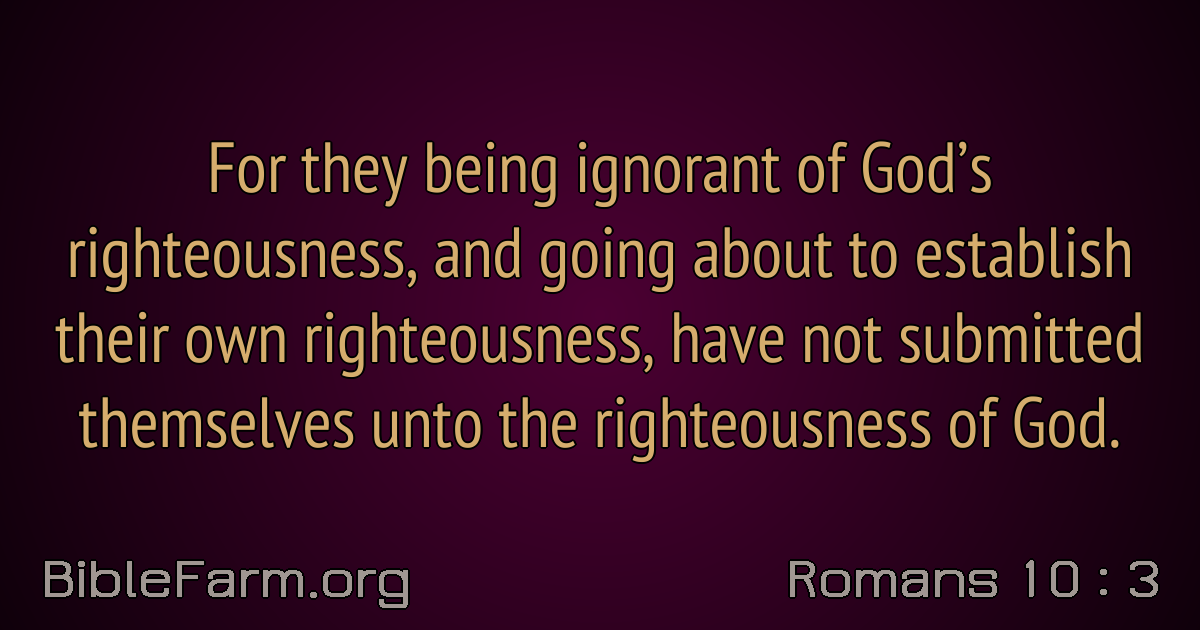 For they being ignorant of God’s
righteousness, and going about to establish
their own righteousness, have not submitted
themselves unto the righteousness of God.
BibleFarm.org
Romans 10 : 3